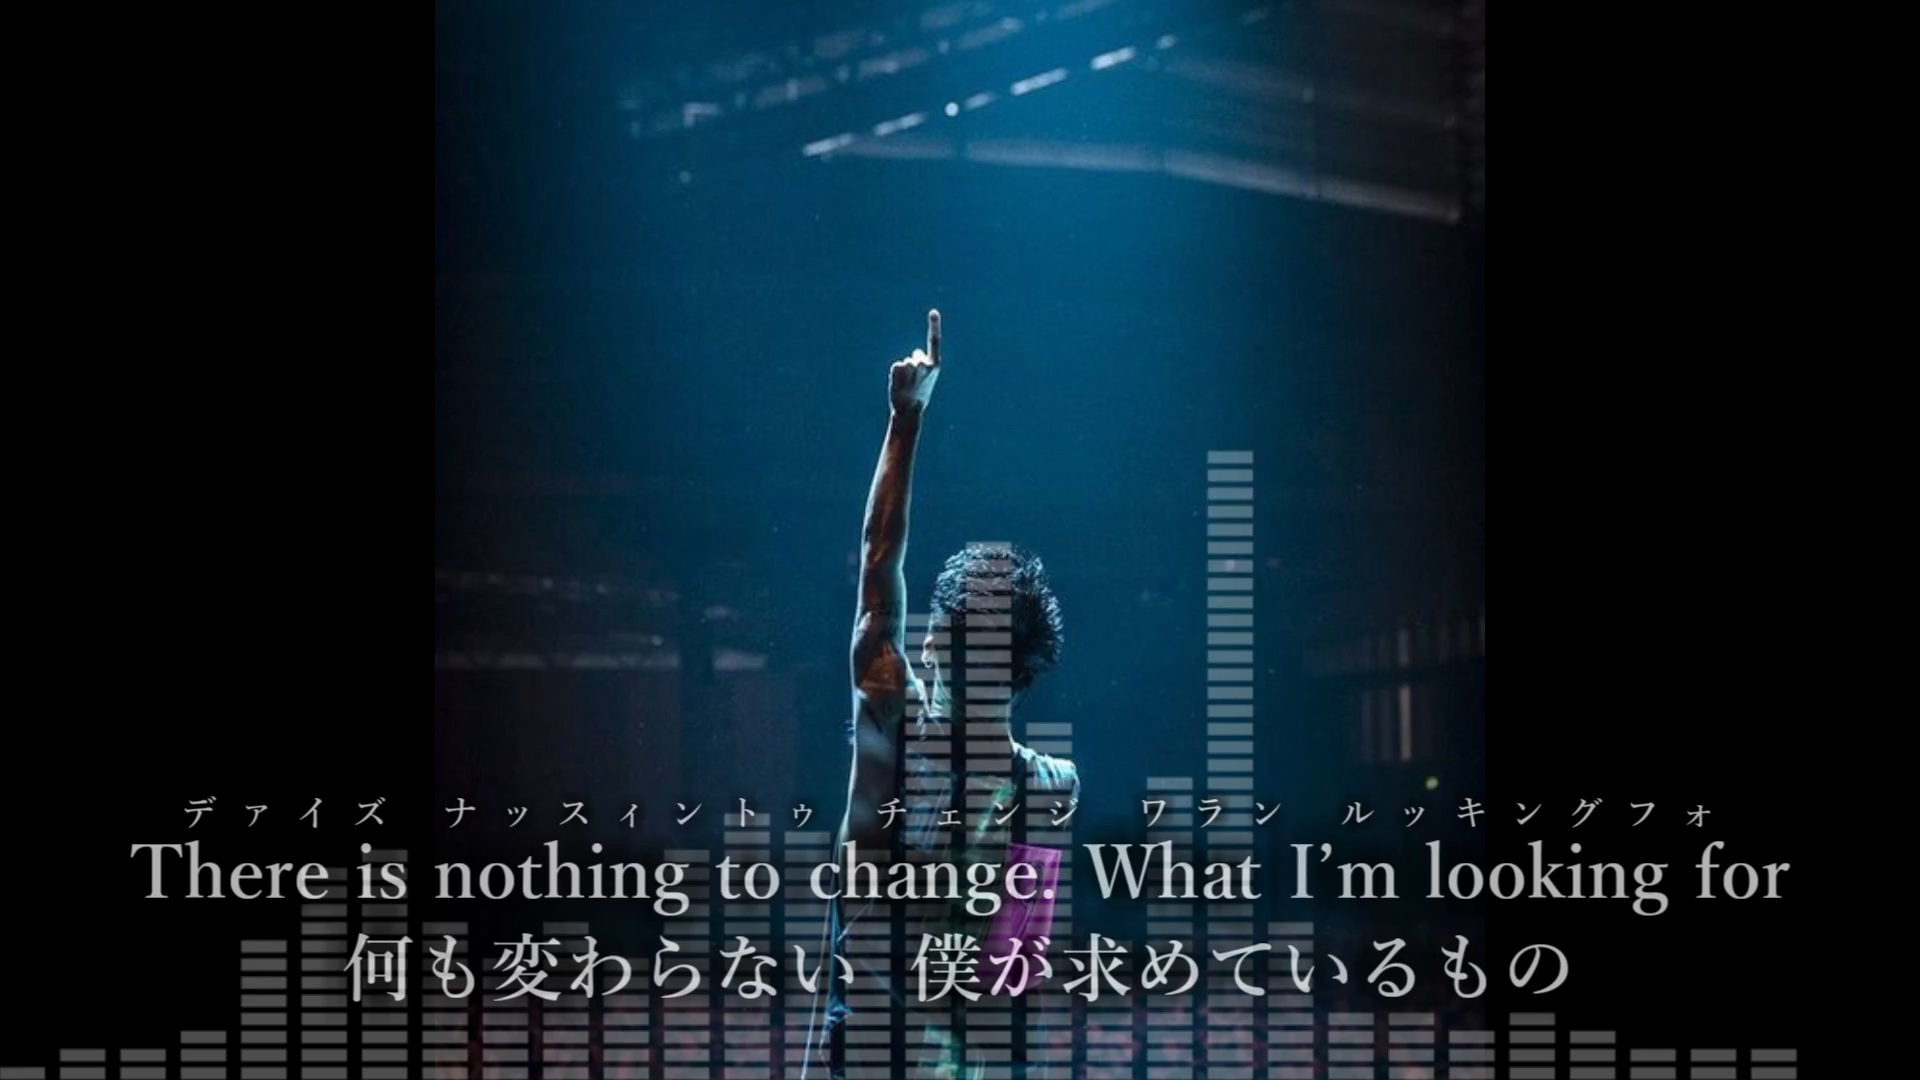 ディズ ナッスィントゥ チェンジ ワラン ルッキングフォ
There is nothing to change. What I’m looking for
何も変わらない 僕が求めているもの